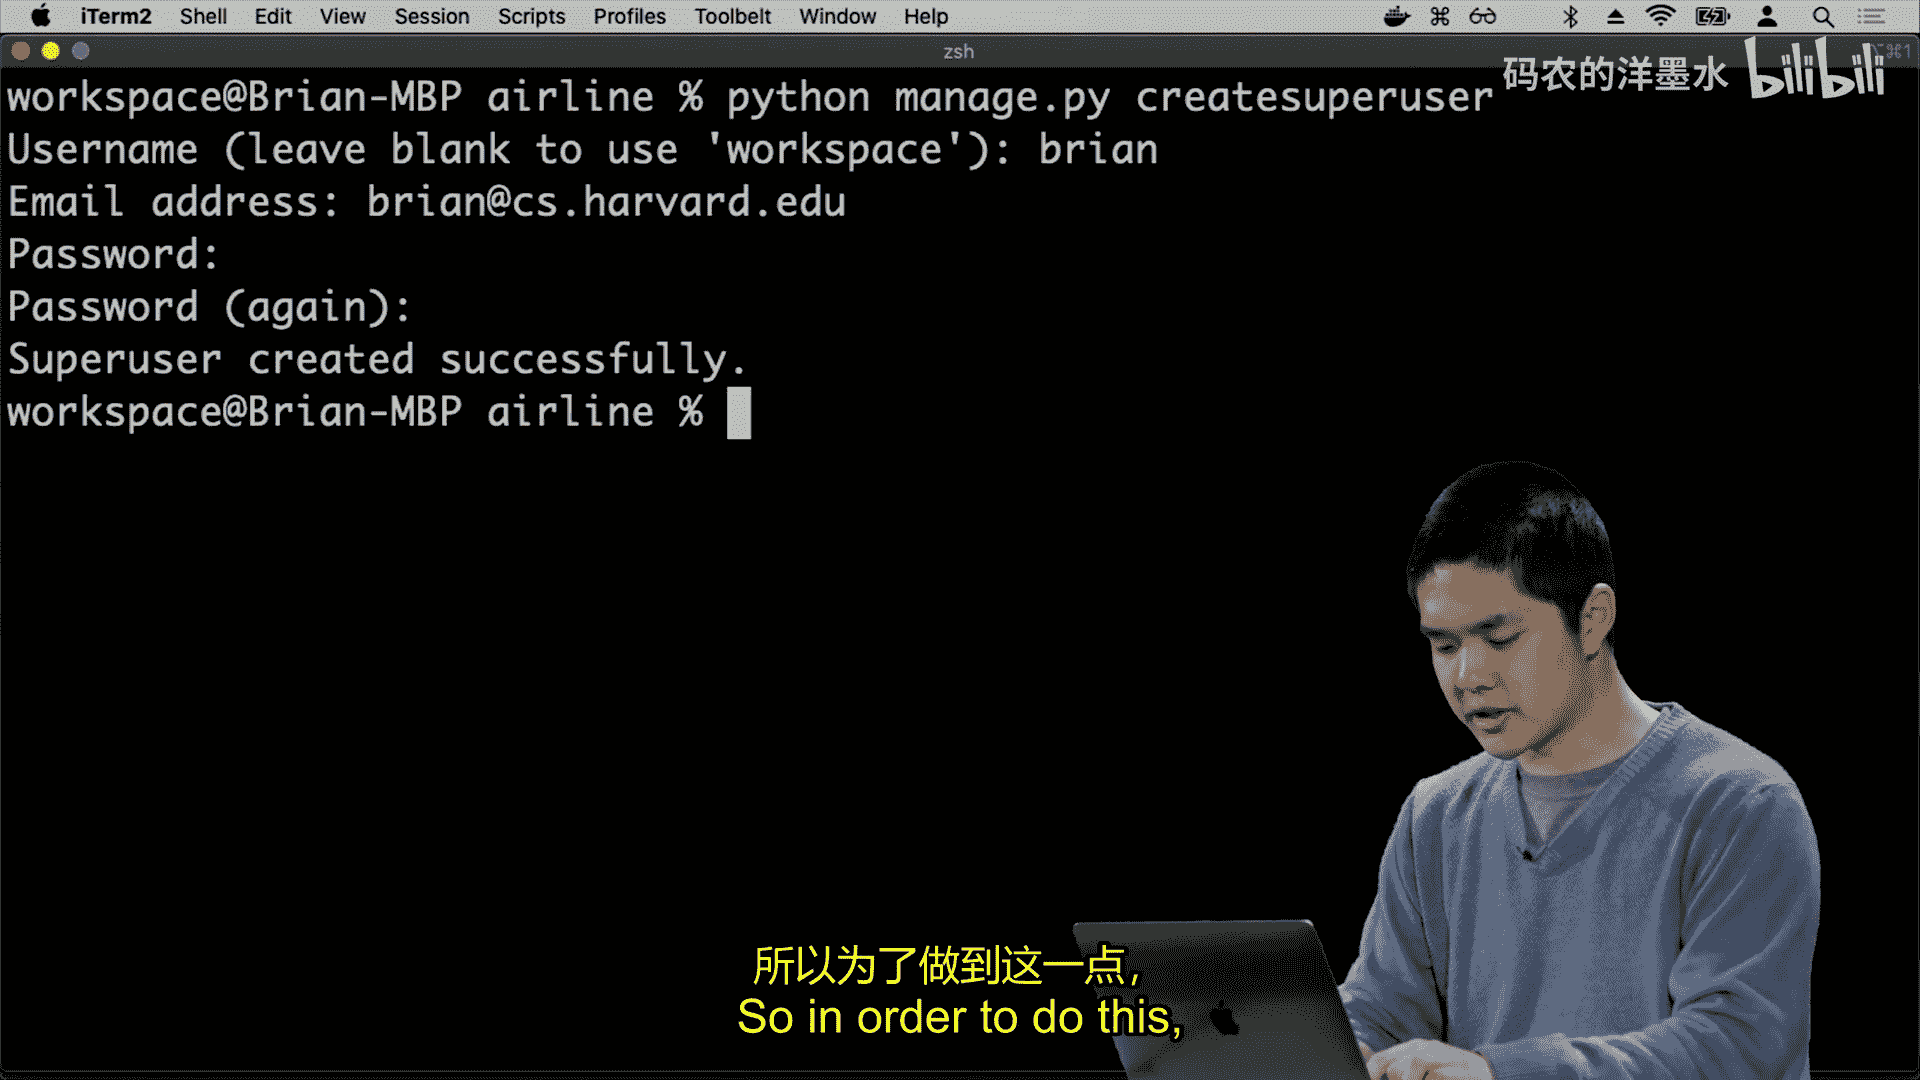 iTerm2 Shell Edit View Session Scripts Profiles Toolbelt Window Help
zsh
⌘1
码农的洋墨水 bilibili
workspace@Brian-MBP airline % python manage.py createsuperuser
Username (leave blank to use 'workspace'): brian
Email address: brian@cs.harvard.edu
Password:
Password (again):
Superuser created successfully.
workspace@Brian-MBP airline %
所以为了做到这一点，
So in order to do this,